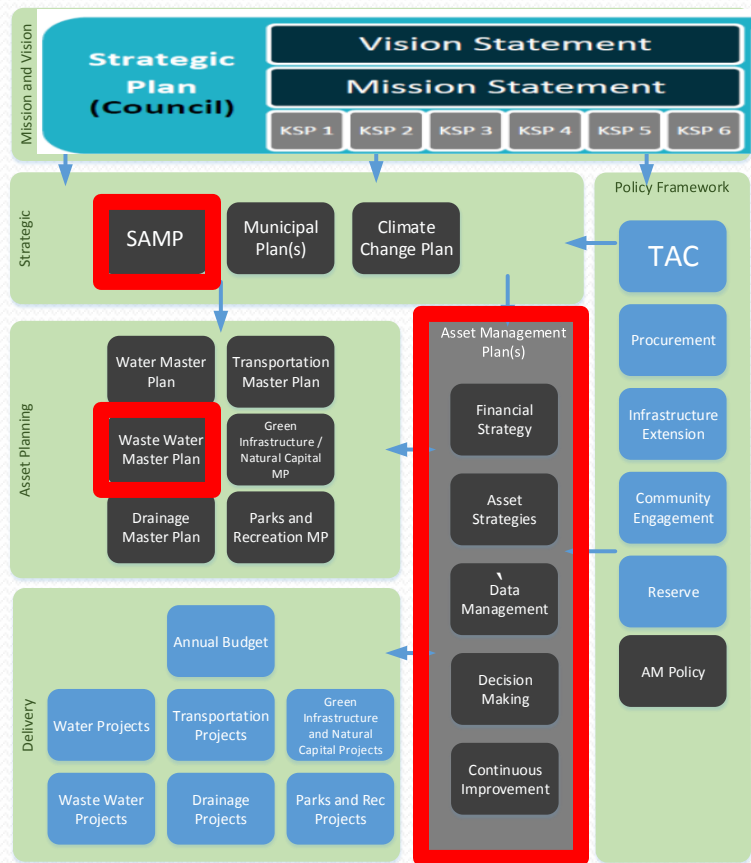 Mission and Vision
Strategic
Plan
(Council)
Vision Statement
Mission Statement
KSP 1
KSP 2
KSP 3
KSP 4
KSP 5
KSP 6
Strategic
SAMP
Municipal
Plan(s)
Climate
Change Plan
Policy Framework
TAC
Procurement
Infrastructure
Extension
Community
Engagement
Reserve
AM Policy
Asset Planning
Water Master
Plan
Transportation
Master Plan
Waste Water
Master Plan
Green
Infrastructure /
Natural Capital
MP
Drainage
Master Plan
Parks and
Recreation MP
Asset Management
Plan(s)
Financial
Strategy
Asset
Strategies
`
Data
Management
Decision
Making
Continuous
Improvement
Delivery
Annual Budget
Water Projects
Transportation
Projects
Green
Infrastructure
and Natural
Capital Projects
Waste Water
Projects
Drainage
Projects
Parks and Rec
Projects